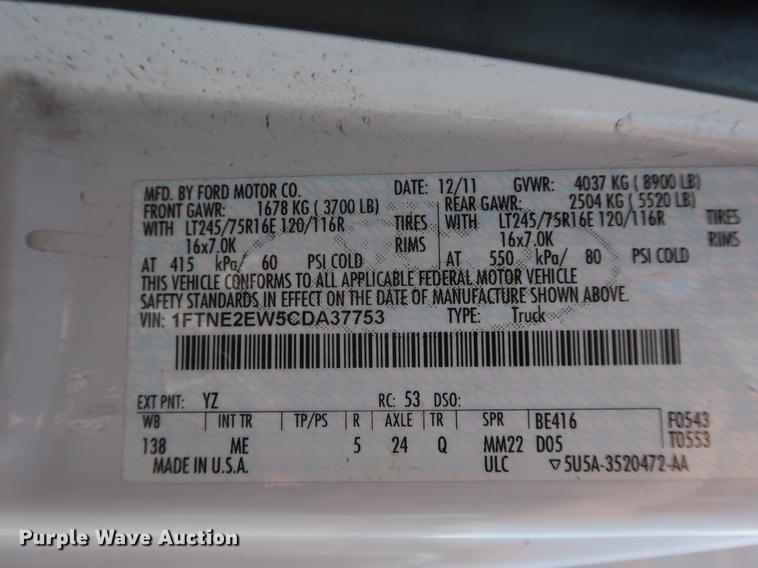 MFD. BY FORD MOTOR CO. DATE: 12/11 GVWR: 4037 KG ( 8900 LB)
FRONT GAWR: 1678 KG ( 3700 LB) REAR GAWR: 2504 KG ( 5520 LB)
WITH LT245/75R16E 120/116R TIRES WITH LT245/75R16E 120/116R TIRES
16x7.0K RIMS 16x7.0K RIMS
AT 415 kPa/ 60 PSI COLD AT 550 kPa/ 80 PSI COLD
THIS VEHICLE CONFORMS TO ALL APPLICABLE FEDERAL MOTOR VEHICLE
SAFETY STANDARDS IN EFFECT ON THE DATE OF MANUFACTURE SHOWN ABOVE.
VIN: 1FTNE2EW5CDA37753 TYPE: Truck
EXT PNT: YZ RC: 53 DSO:
WB INT TR TP/PS R AXLE TR SPR BE416 F0543
138 ME 5 24 Q MM22 D05 T0553
MADE IN U.S.A. ULC ▽5U5A-3520472-AA
Purple Wave Auction